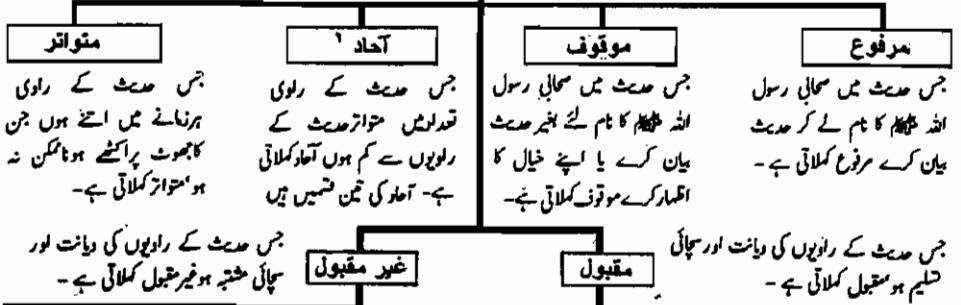 مرفوع
جس حدیث میں صحابی رسول
اللہ ﷺ کا نام لے کر حدیث
بیان کرے مرفوع کہلاتی ہے۔
موقوف
جس حدیث میں صحابی رسول
اللہ ﷺ کا نام لئے بغیر حدیث
بیان کرے یا اپنے خیال کا
اظہار کرے موقوف کہلاتی ہے۔
آحاد ١
جس حدیث کے راوی
تعداد میں متواتر حدیث کے
راویوں سے کم ہوں آحاد کہلاتی
ہے۔ آحاد کی تین قسمیں ہیں
متواتر
جس حدیث کے راوی
ہر زمانے میں اتنے ہوں جن
کا جھوٹ پر اکٹھے ہونا ممکن نہ
ہو، متواتر کہلاتی ہے۔
مقبول
جس حدیث کے راویوں کی دیانت اور سچائی
تسلیم ہو، مقبول کہلاتی ہے۔
غیر مقبول
جس حدیث کے راویوں کی دیانت اور
سچائی مشتبہ ہو غیر مقبول کہلاتی ہے۔